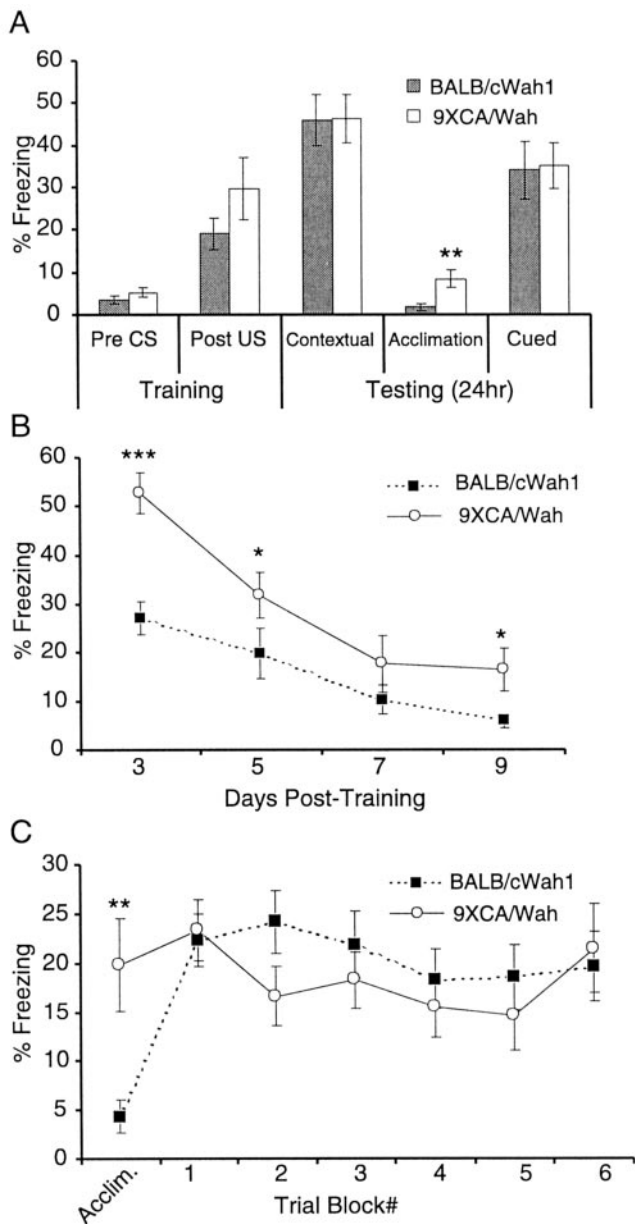 A
% Freezing
60
50
40
30
20
10
0
BALB/cWah1
9XCA/Wah
**
Pre CS Post US Contextual Acclimation Cued
Training Testing (24hr)
B
% Freezing
60
50
40
30
20
10
0
***
*
*
BALB/cWah1
9XCA/Wah
3 5 7 9
Days Post-Training
C
% Freezing
30
25
20
15
10
5
0
**
BALB/cWah1
9XCA/Wah
Acclim. 1 2 3 4 5 6
Trial Block#